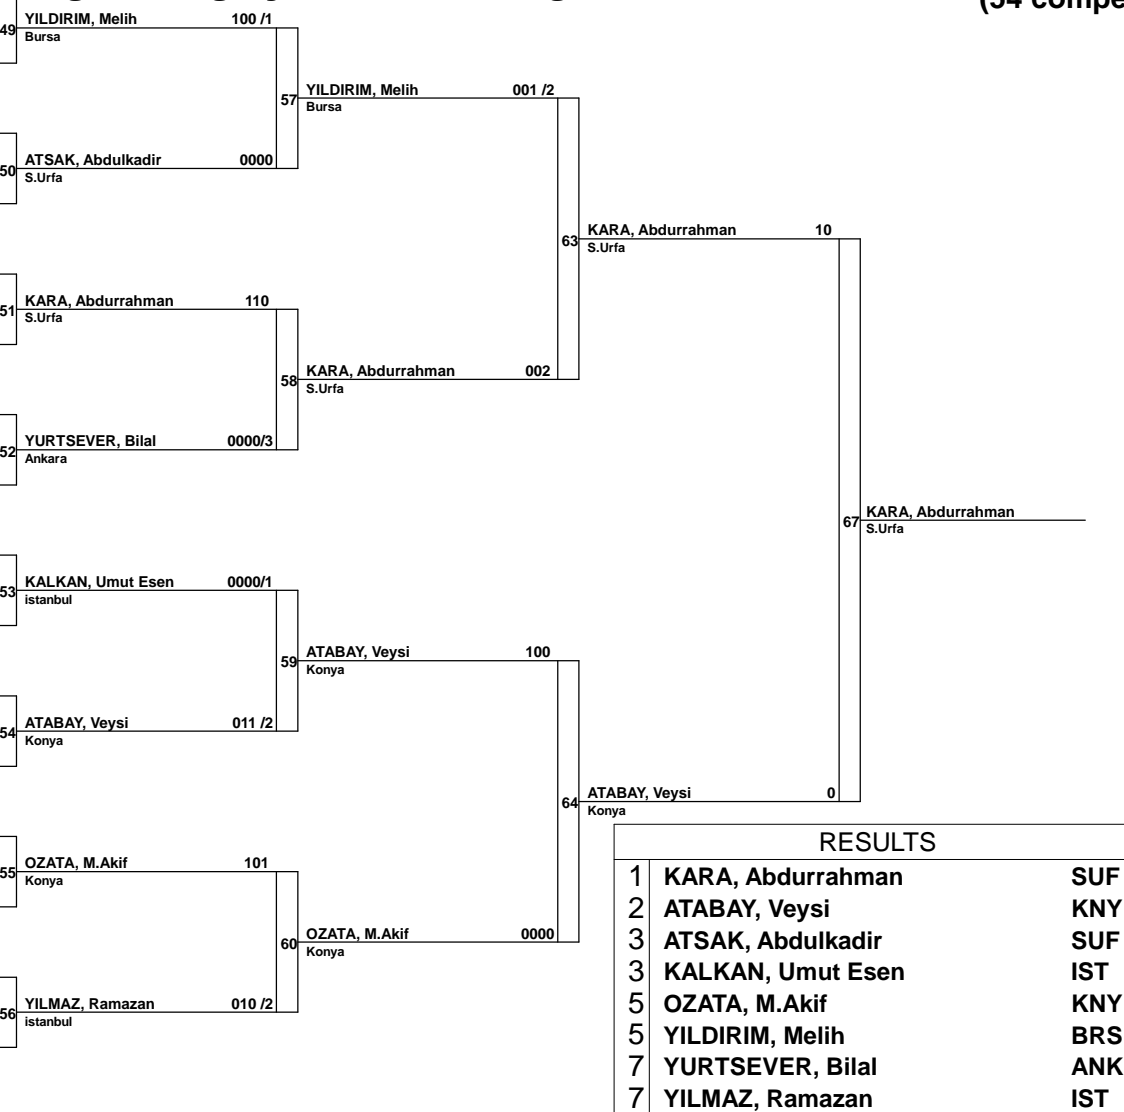 (54 compe
49 YILDIRIM, Melih 100 /1
Bursa
57 YILDIRIM, Melih 001 /2
Bursa
50 ATSAK, Abdulkadir 0000
S.Urfa
63 KARA, Abdurrahman 10
S.Urfa
51 KARA, Abdurrahman 110
S.Urfa
58 KARA, Abdurrahman 002
S.Urfa
52 YURTSEVER, Bilal 0000/3
Ankara
67 KARA, Abdurrahman
S.Urfa
53 KALKAN, Umut Esen 0000/1
istanbul
59 ATABAY, Veysi 100
Konya
54 ATABAY, Veysi 011 /2
Konya
64 ATABAY, Veysi 0
Konya
55 OZATA, M.Akif 101
Konya
60 OZATA, M.Akif 0000
Konya
56 YILMAZ, Ramazan 010 /2
istanbul
RESULTS
1 KARA, Abdurrahman SUF
2 ATABAY, Veysi KNY
3 ATSAK, Abdulkadir SUF
3 KALKAN, Umut Esen IST
5 OZATA, M.Akif KNY
5 YILDIRIM, Melih BRS
7 YURTSEVER, Bilal ANK
7 YILMAZ, Ramazan IST